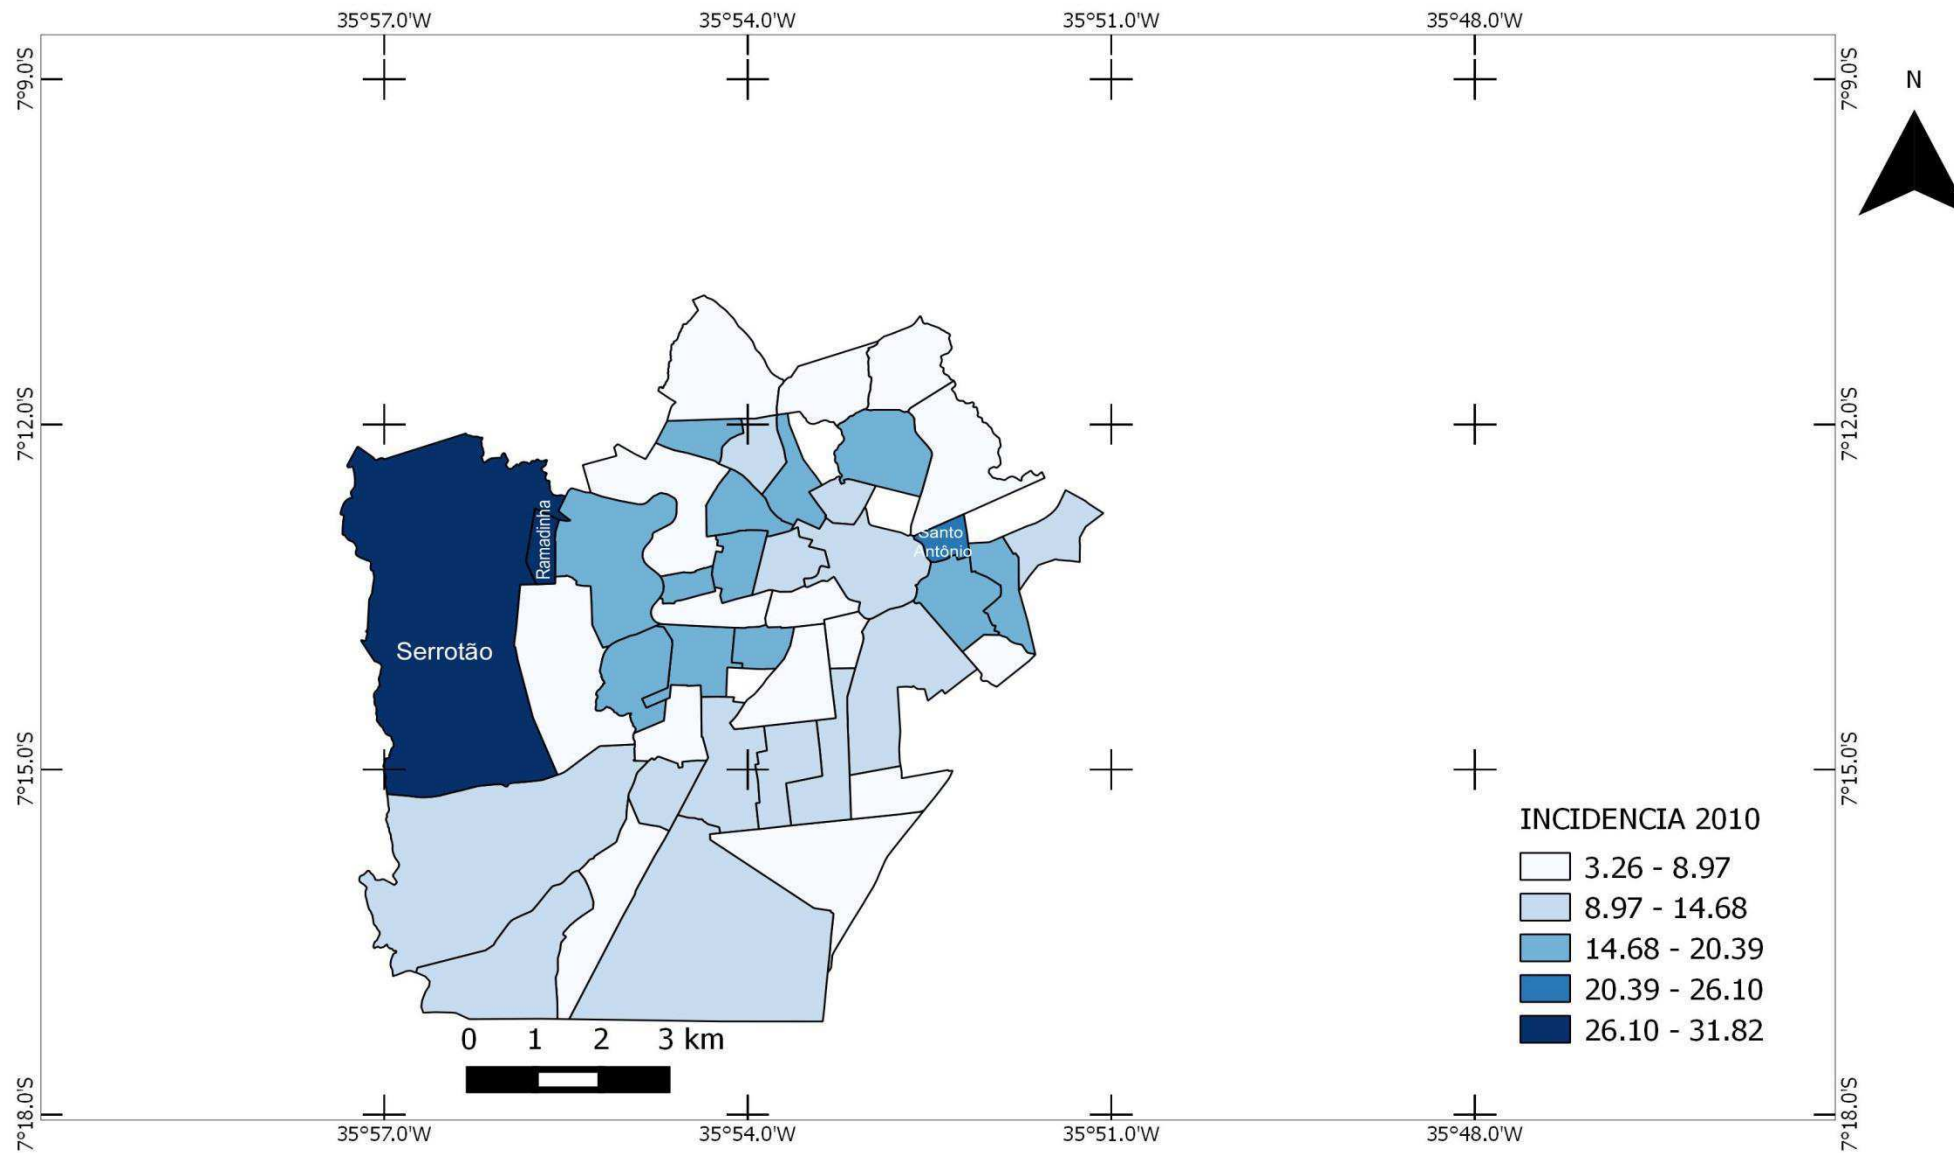 35°57.0'W 35°54.0'W 35°51.0'W 35°48.0'W
7°9.0'S 7°9.0'S
N
7°12.0'S 7°12.0'S
Ramadinha
Santo
Antônio
Serrotão
7°15.0'S 7°15.0'S
INCIDENCIA 2010
3.26 - 8.97
8.97 - 14.68
14.68 - 20.39
20.39 - 26.10
26.10 - 31.82
0 1 2 3 km
7°18.0'S 7°18.0'S
35°57.0'W 35°54.0'W 35°51.0'W 35°48.0'W